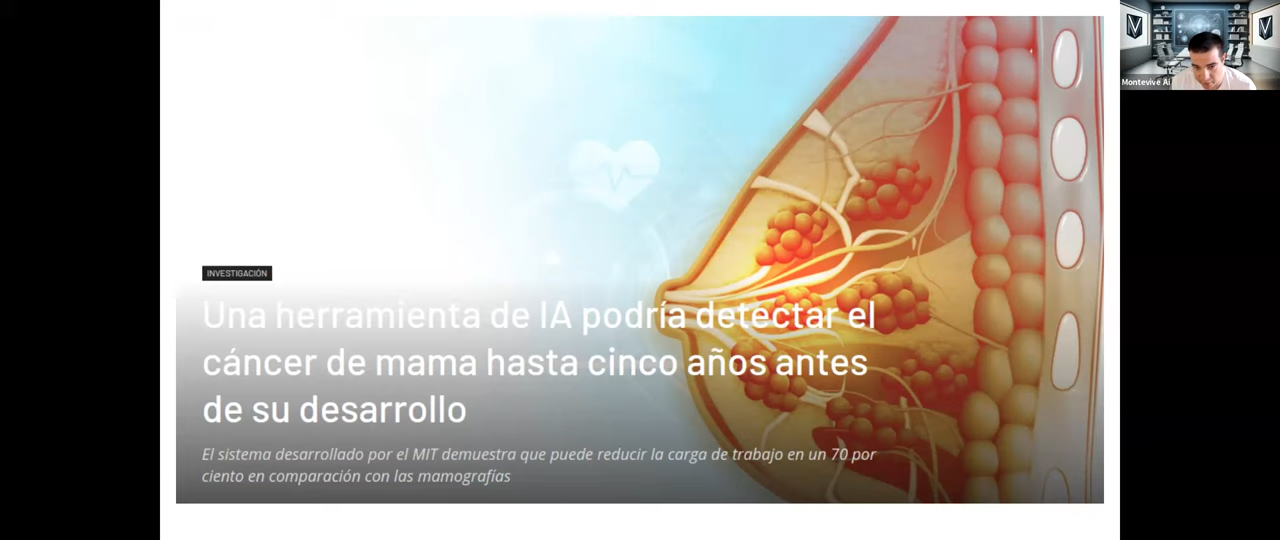 Montevive Ai
INVESTIGACIÓN
Una herramienta de IA podría detectar el
cáncer de mama hasta cinco años antes
de su desarrollo
El sistema desarrollado por el MIT demuestra que puede reducir la carga de trabajo en un 70 por
ciento en comparación con las mamografías